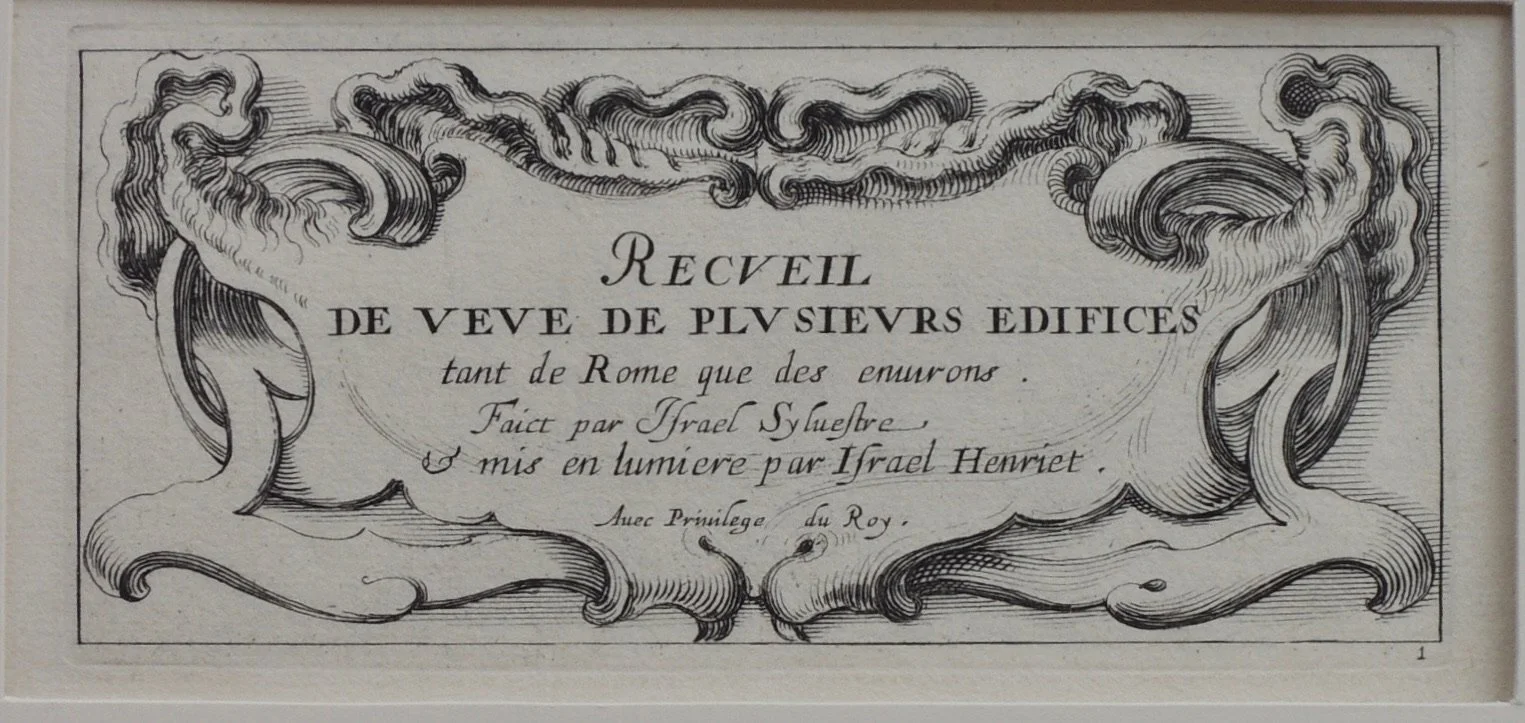 RECVEIL
DE VEVE DE PLVSIEVRS EDIFICES
tant de Rome que des enuirons .
Faict par Iſrael Sylueſtre
& mis en lumiere par Iſrael Henriet .
Auec Priuilege du Roy .
1